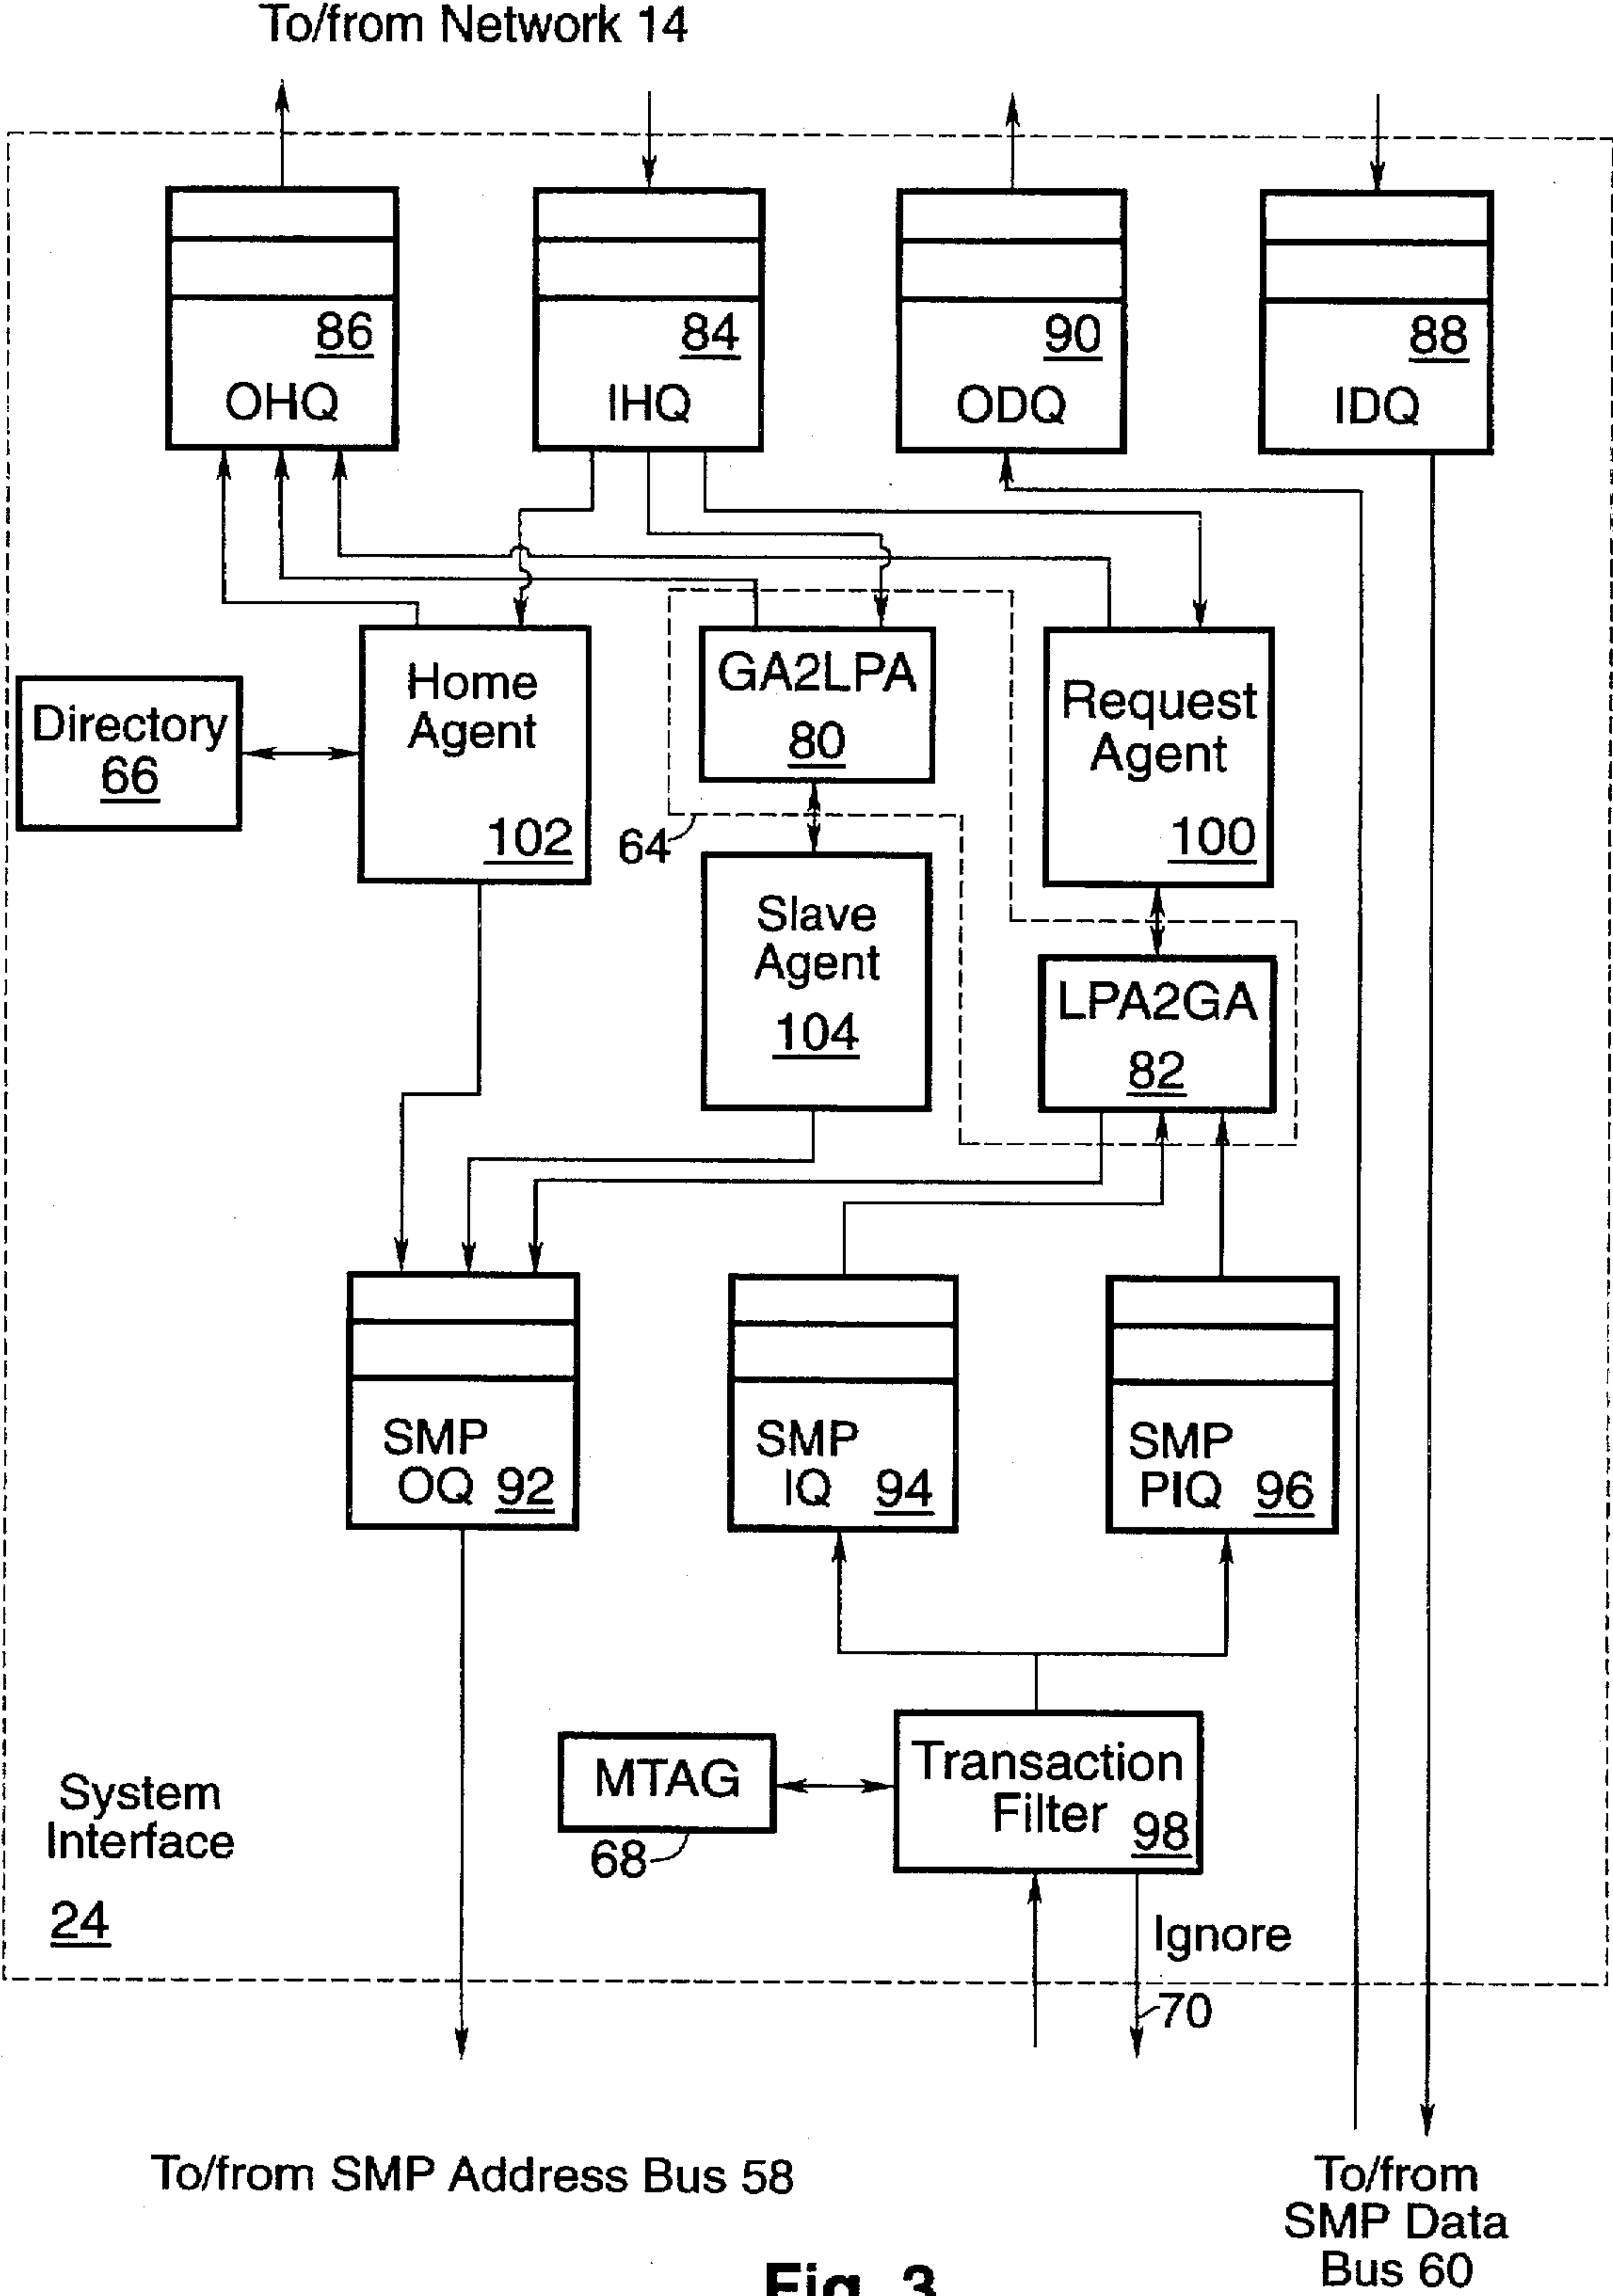 To/from Network 14
86
OHQ
84
IHQ
90
ODQ
88
IDQ
Directory
66
Home
Agent
102
GA2LPA
80
Request
Agent
100
64
Slave
Agent
104
LPA2GA
82
SMP
OQ 92
SMP
IQ 94
SMP
PIQ 96
MTAG
68
Transaction
Filter
98
System
Interface
24
Ignore
70
To/from SMP Address Bus 58
To/from
SMP Data
Bus 60
Fig. 3